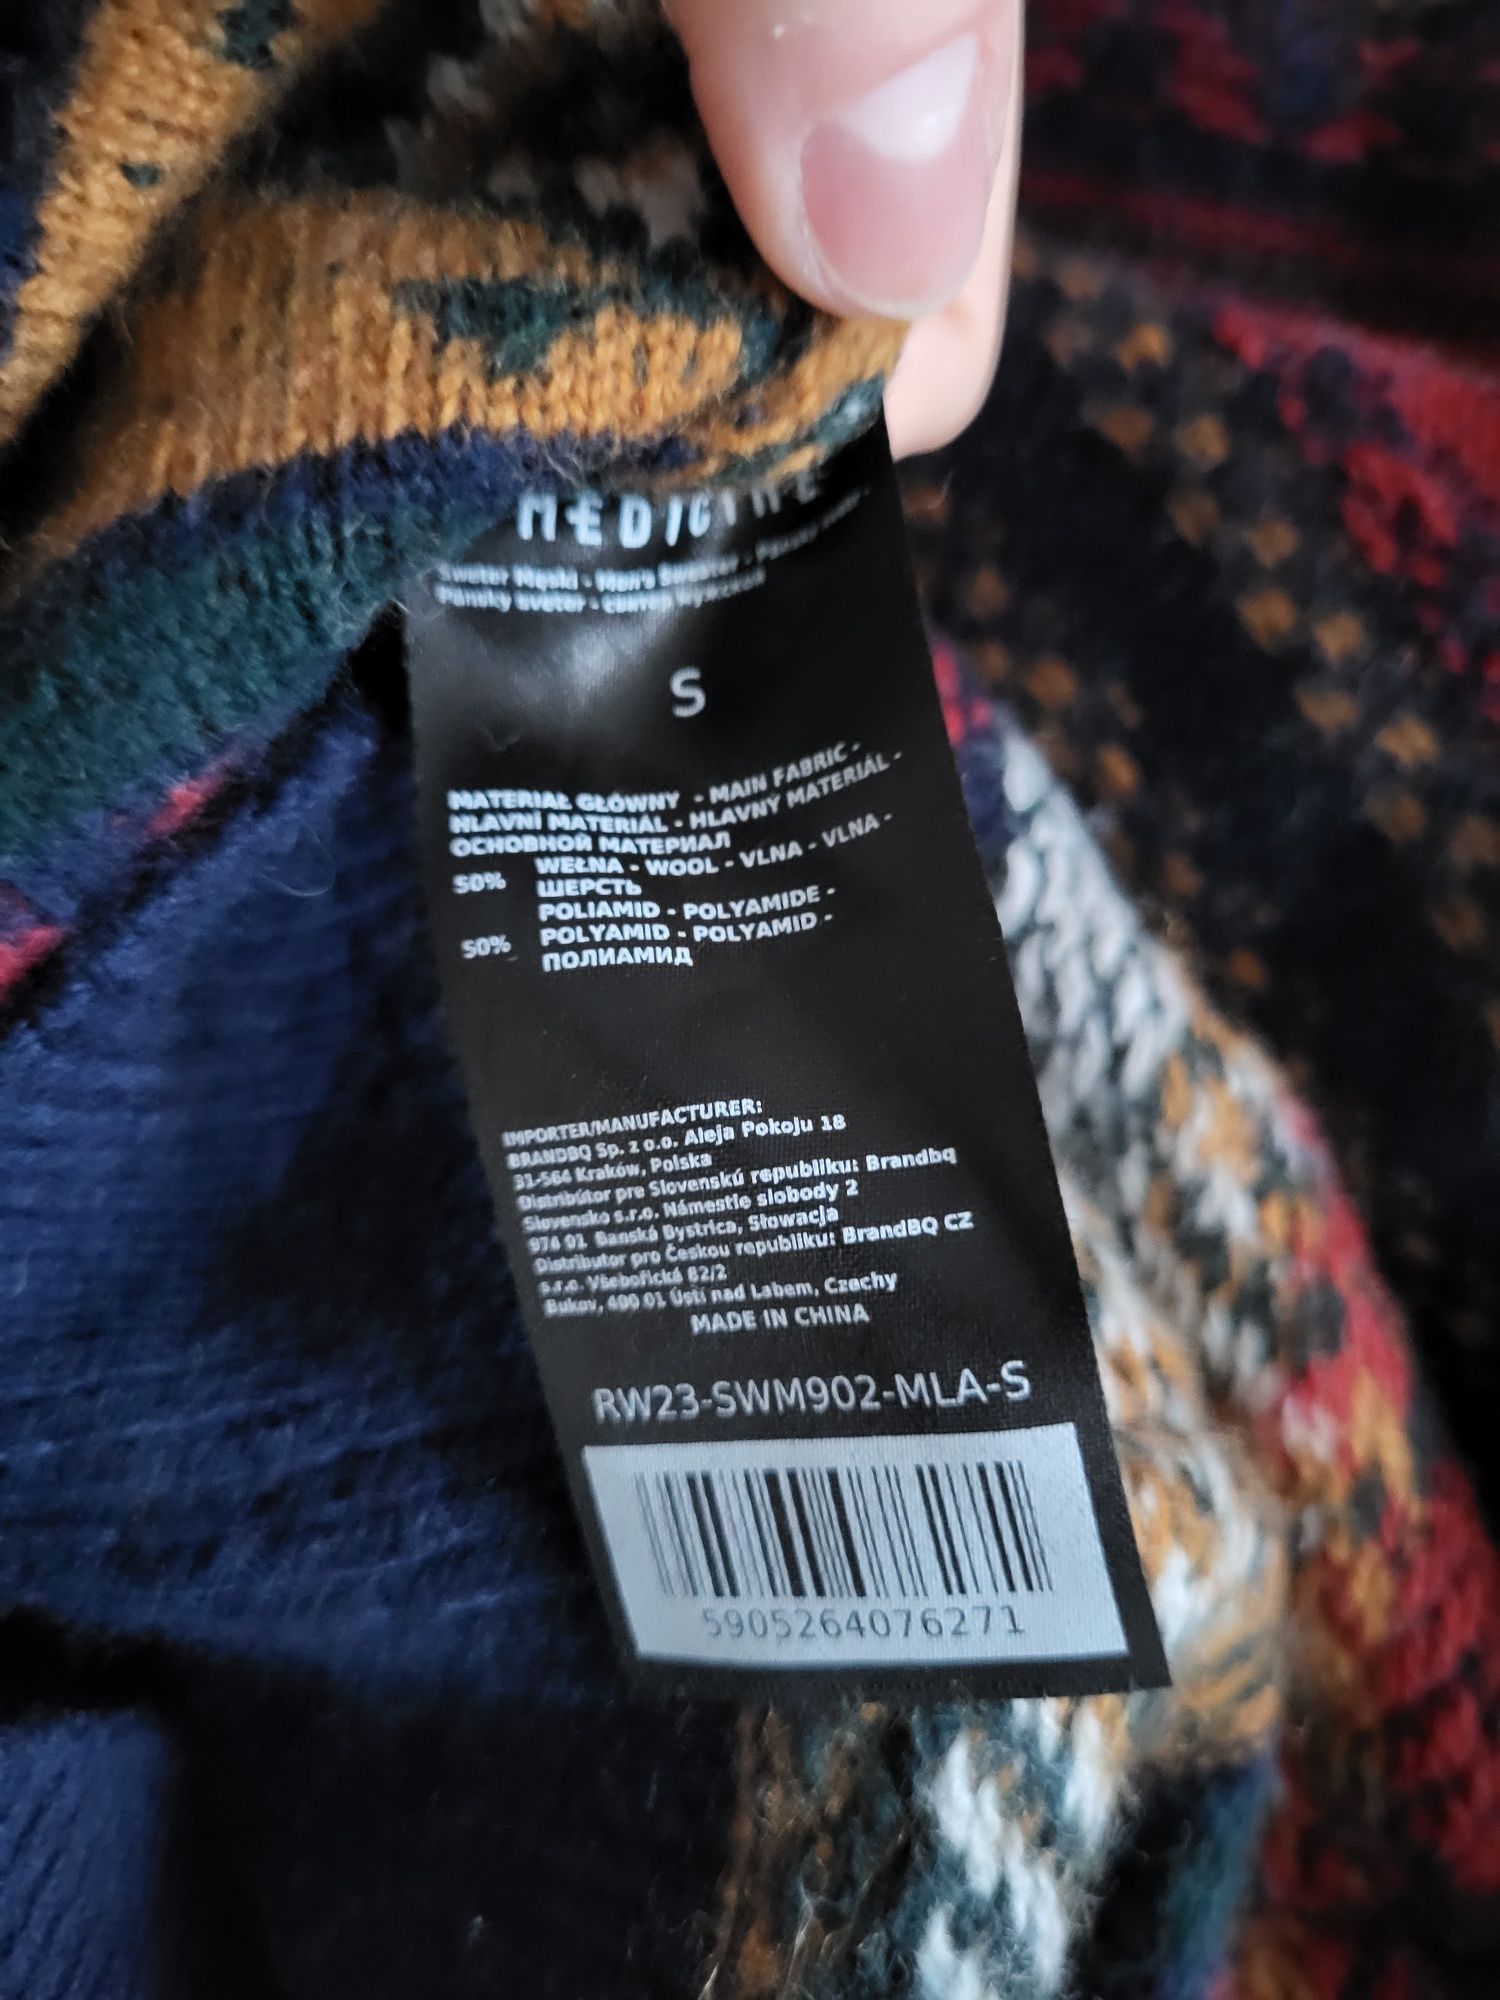 MEDICINE
Sweter Męski - Men's Sweater - Pánsky
Pánský sveter - свитер мужской
S
MATERIAŁ GŁÓWNY - MAIN FABRIC -
HLAVNÍ MATERIÁL - HLAVNÝ MATERIÁL -
ОСНОВНОЙ МАТЕРИАЛ
50% WEŁNA - WOOL - VLNA - VLNA -
ШЕРСТЬ
50% POLIAMID - POLYAMIDE -
POLYAMID - POLYAMID -
ПОЛИАМИД
IMPORTER/MANUFACTURER:
BRANDBQ Sp. z o.o. Aleja Pokoju 18
31-564 Kraków, Polska
Distribútor pre Slovenskú republiku: Brandbq
Slovensko s.r.o. Námestie slobody 2
974 01 Banská Bystrica, Słowacja
Distributor pro Českou republiku: BrandBQ CZ
s.r.o. Všebořická 82/2
Bukov, 400 01 Ústí nad Labem, Czechy
MADE IN CHINA
RW23-SWM902-MLA-S
5905264076271